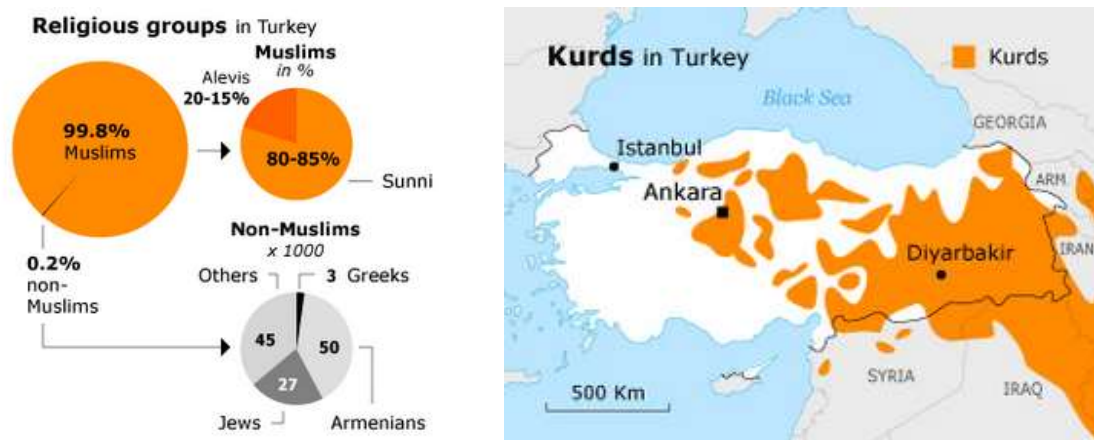 Religious groups in Turkey
Muslims
in %
Alevis
20-15%
99.8%
Muslims
80-85%
Sunni
Non-Muslims
x 1000
0.2%
non-
Muslims
Others
3 Greeks
45
50
27
Jews
Armenians
Kurds in Turkey
Kurds
Black Sea
GEORGIA
Istanbul
ARM.
Ankara
IRAN
Diyarbakir
500 Km
SYRIA
IRAQ